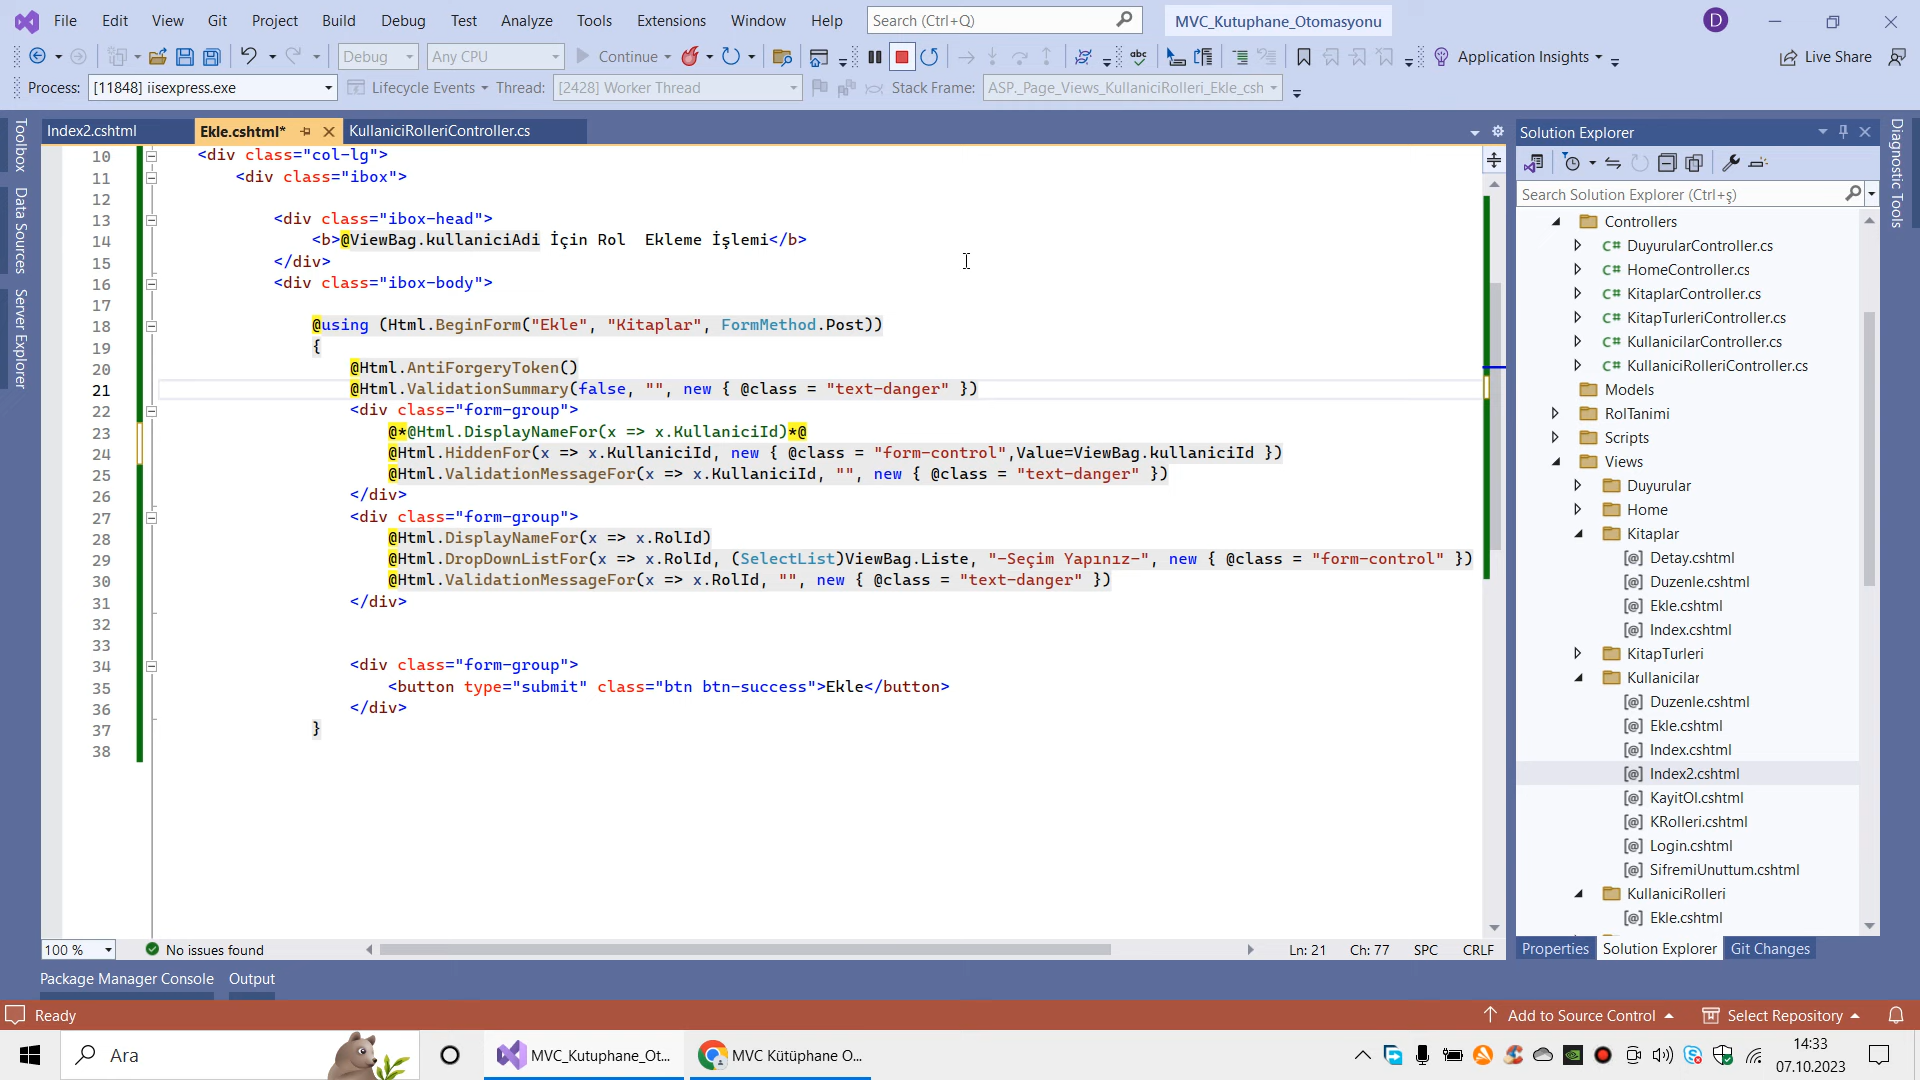 File Edit View Git Project Build Debug Test Analyze Tools Extensions Window Help Search (Ctrl+Q) MVC_Kutuphane_Otomasyonu D
Debug Any CPU Continue Application Insights Live Share
Process: [11848] iisexpress.exe Lifecycle Events Thread: [2428] Worker Thread Stack Frame: ASP._Page_Views_KullaniciRolleri_Ekle_csh
Toolbox
Data Sources
Server Explorer
Index2.cshtml Ekle.cshtml* KullaniciRolleriController.cs
10 <div class="col-lg">
11 <div class="ibox">
12
13 <div class="ibox-head">
14 <b>@ViewBag.kullaniciAdi İçin Rol  Ekleme İşlemi</b>
15 </div>
16 <div class="ibox-body">
17
18 @using (Html.BeginForm("Ekle", "Kitaplar", FormMethod.Post))
19 {
20 @Html.AntiForgeryToken()
21 @Html.ValidationSummary(false, "", new { @class = "text-danger" })
22 <div class="form-group">
23 @*@Html.DisplayNameFor(x => x.KullaniciId)*@
24 @Html.HiddenFor(x => x.KullaniciId, new { @class = "form-control",Value=ViewBag.kullaniciId })
25 @Html.ValidationMessageFor(x => x.KullaniciId, "", new { @class = "text-danger" })
26 </div>
27 <div class="form-group">
28 @Html.DisplayNameFor(x => x.RolId)
29 @Html.DropDownListFor(x => x.RolId, (SelectList)ViewBag.Liste, "-Seçim Yapınız-", new { @class = "form-control" })
30 @Html.ValidationMessageFor(x => x.RolId, "", new { @class = "text-danger" })
31 </div>
32
33
34 <div class="form-group">
35 <button type="submit" class="btn btn-success">Ekle</button>
36 </div>
37 }
38
100 % No issues found Ln: 21 Ch: 77 SPC CRLF
Solution Explorer
Search Solution Explorer (Ctrl+ş)
Controllers
C# DuyurularController.cs
C# HomeController.cs
C# KitaplarController.cs
C# KitapTurleriController.cs
C# KullanicilarController.cs
C# KullaniciRolleriController.cs
Models
RolTanimi
Scripts
Views
Duyurular
Home
Kitaplar
[@] Detay.cshtml
[@] Duzenle.cshtml
[@] Ekle.cshtml
[@] Index.cshtml
KitapTurleri
Kullanicilar
[@] Duzenle.cshtml
[@] Ekle.cshtml
[@] Index.cshtml
[@] Index2.cshtml
[@] KayitOl.cshtml
[@] KRolleri.cshtml
[@] Login.cshtml
[@] SifremiUnuttum.cshtml
KullaniciRolleri
[@] Ekle.cshtml
Properties Solution Explorer Git Changes
Diagnostic Tools
Package Manager Console Output
Ready Add to Source Control Select Repository
Ara MVC_Kutuphane_Ot... MVC Kütüphane O...
14:33
07.10.2023